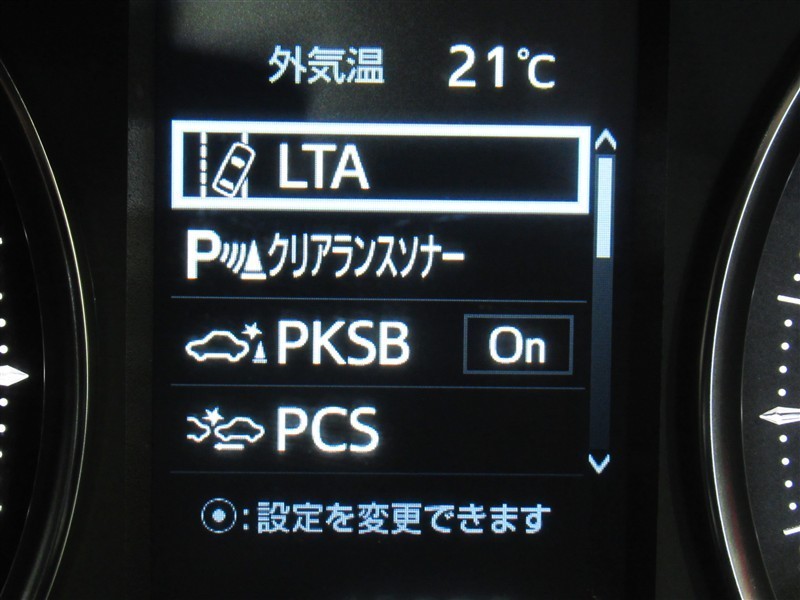 外気温 21℃
LTA
Pクリアランスソナー
PKSB On
PCS
⦿:設定を変更できます